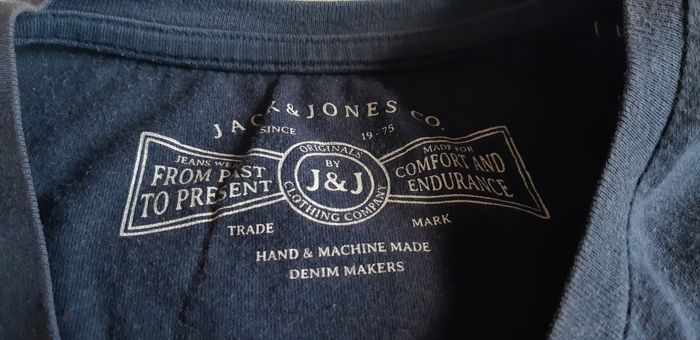 JACK & JONES CO.
SINCE 19-75
ORIGINALS
BY
J&J
CLOTHING COMPANY
JEANS WEAR
FROM PAST
TO PRESENT
MADE FOR
COMFORT AND
ENDURANCE
TRADE MARK
HAND & MACHINE MADE
DENIM MAKERS